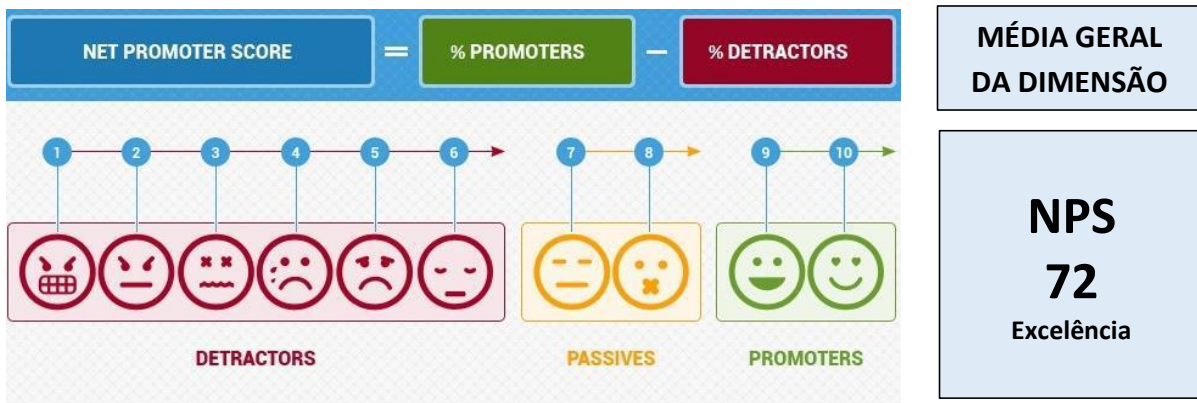 NET PROMOTER SCORE = % PROMOTERS − % DETRACTORS
1 2 3 4 5 6 7 8 9 10
DETRACTORS PASSIVES PROMOTERS
MÉDIA GERAL
DA DIMENSÃO
NPS
72
Excelência